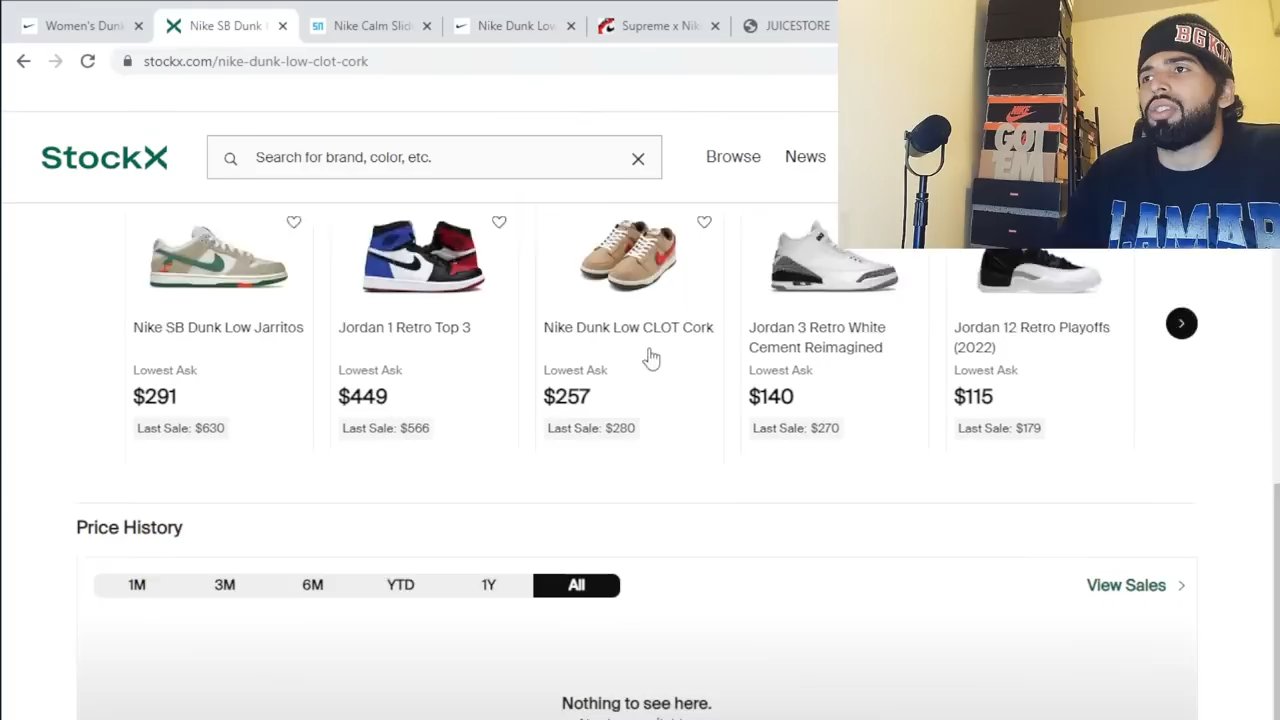 Women's Dunk
Nike SB Dunk
Nike Calm Slid
Nike Dunk Low
Supreme x Nik
JUICESTORE
stockx.com/nike-dunk-low-clot-cork
StockX
Search for brand, color, etc.
Browse
News
BGK
NIKE
GOT
'EM
LAMAR
Nike SB Dunk Low Jarritos
Lowest Ask
$291
Last Sale: $630
Jordan 1 Retro Top 3
Lowest Ask
$449
Last Sale: $566
Nike Dunk Low CLOT Cork
Lowest Ask
$257
Last Sale: $280
Jordan 3 Retro White
Cement Reimagined
Lowest Ask
$140
Last Sale: $270
Jordan 12 Retro Playoffs
(2022)
Lowest Ask
$115
Last Sale: $179
Price History
1M
3M
6M
YTD
1Y
All
View Sales
Nothing to see here.